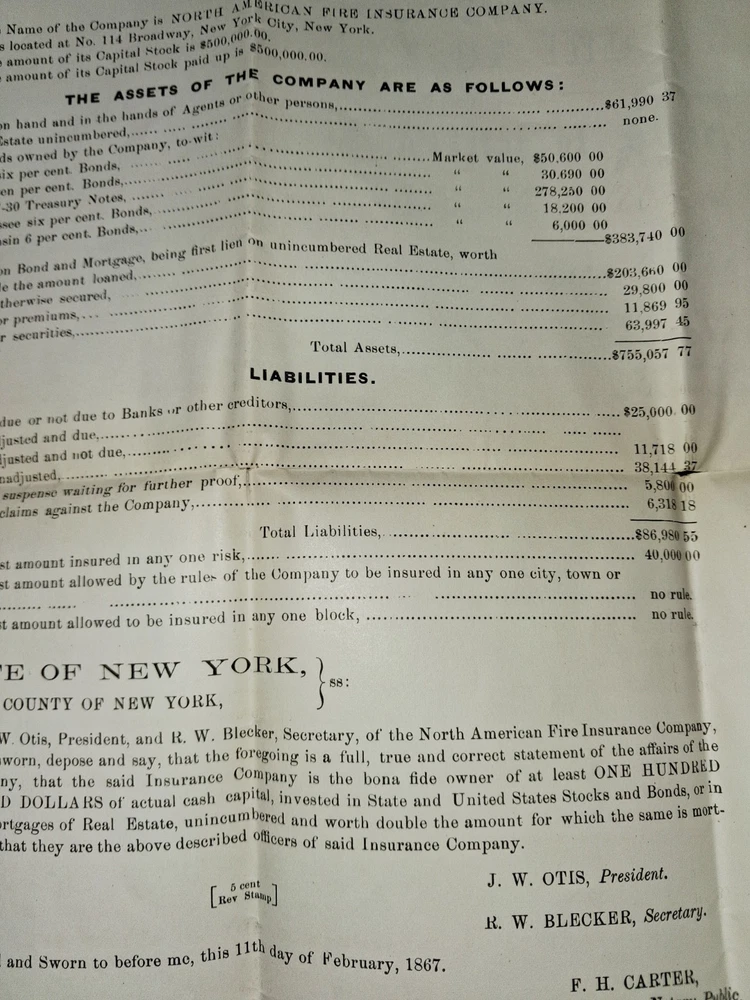 Name of the Company is NORTH AMERICAN FIRE INSURANCE COMPANY.
s located at No. 114 Broadway, New York City, New York.
e amount of its Capital Stock is $500,000.00.
e amount of its Capital Stock paid up is $500,000.00.
THE ASSETS OF THE COMPANY ARE AS FOLLOWS:
on hand and in the hands of Agents or other persons,.......... $61,990 37
Estate unincumbered,.......... none.
ds owned by the Company, to-wit:
six per cent. Bonds, .......... Market value, $50,600 00
en per cent. Bonds,.......... “ “ 30.690 00
-30 Treasury Notes, .......... “ “ 278,250 00
see six per cent. Bonds, .......... “ “ 18.200 00
sin 6 per cent. Bonds,.......... “ “ 6,000 00
$383,740 00
on Bond and Mortgage, being first lien on unincumbered Real Estate, worth
le the amount loaned,.......... $203,660 00
therwise secured, .......... 29,800 00
or premiums,.......... 11,869 95
r securities,.......... 63,997 45
Total Assets,.......... $755,057 77
LIABILITIES.
due or not due to Banks or other creditors,.......... $25,000 00
justed and due,..........
justed and not due,.......... 11,718 00
nadjusted,.......... 38,144 37
suspense waiting for further proof,.......... 5,800 00
claims against the Company,.......... 6,318 18
Total Liabilities,.......... $86,980 55
st amount insured in any one risk,.......... 40,000 00
st amount allowed by the rules of the Company to be insured in any one city, town or
.......... no rule.
st amount allowed to be insured in any one block, .......... no rule.
TE OF NEW YORK, } ss:
COUNTY OF NEW YORK,
W. Otis, President, and R. W. Blecker, Secretary, of the North American Fire Insurance Company,
sworn, depose and say, that the foregoing is a full, true and correct statement of the affairs of the
ny, that the said Insurance Company is the bona fide owner of at least ONE HUNDRED
D DOLLARS of actual cash capital, invested in State and United States Stocks and Bonds, or in
ortgages of Real Estate, unincumbered and worth double the amount for which the same is mort-
that they are the above described officers of said Insurance Company.
J. W. OTIS, President.
[5 cent Rev Stamp]
R. W. BLECKER, Secretary.
and Sworn to before me, this 11th day of February, 1867.
F. H. CARTER,
Notary Public